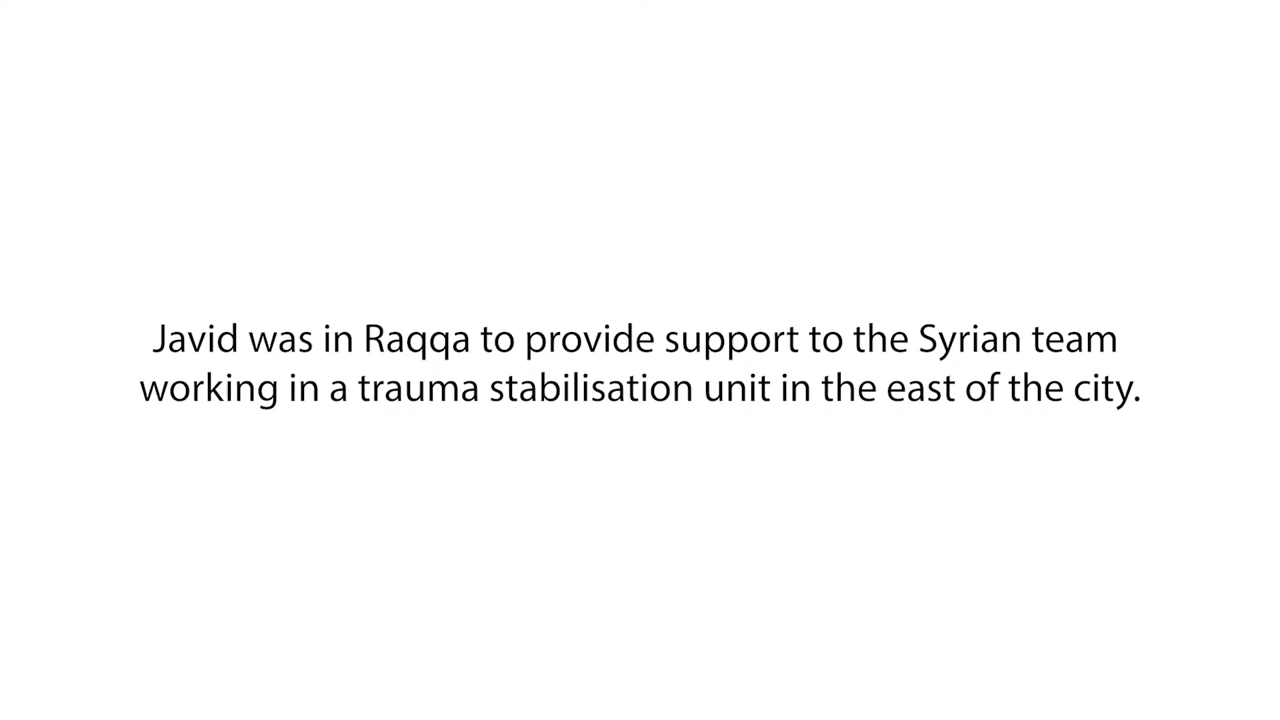 Javid was in Raqqa to provide support to the Syrian team
working in a trauma stabilisation unit in the east of the city.